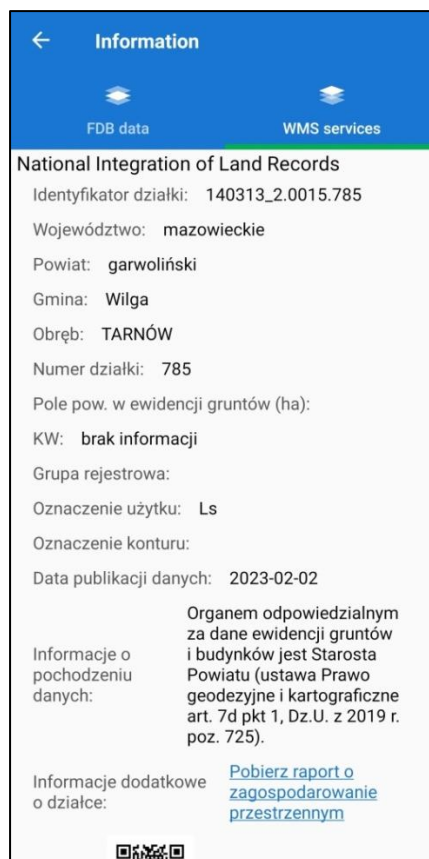 Information
FDB data
WMS services
National Integration of Land Records
Identyfikator działki: 140313_2.0015.785
Województwo: mazowieckie
Powiat: garwoliński
Gmina: Wilga
Obręb: TARNÓW
Numer działki: 785
Pole pow. w ewidencji gruntów (ha):
KW: brak informacji
Grupa rejestrowa:
Oznaczenie użytku: Ls
Oznaczenie konturu:
Data publikacji danych: 2023-02-02
Informacje o
pochodzeniu
danych:
Organem odpowiedzialnym
za dane ewidencji gruntów
i budynków jest Starosta
Powiatu (ustawa Prawo
geodezyjne i kartograficzne
art. 7d pkt 1, Dz.U. z 2019 r.
poz. 725).
Informacje dodatkowe
o działce:
Pobierz raport o
zagospodarowanie
przestrzennym